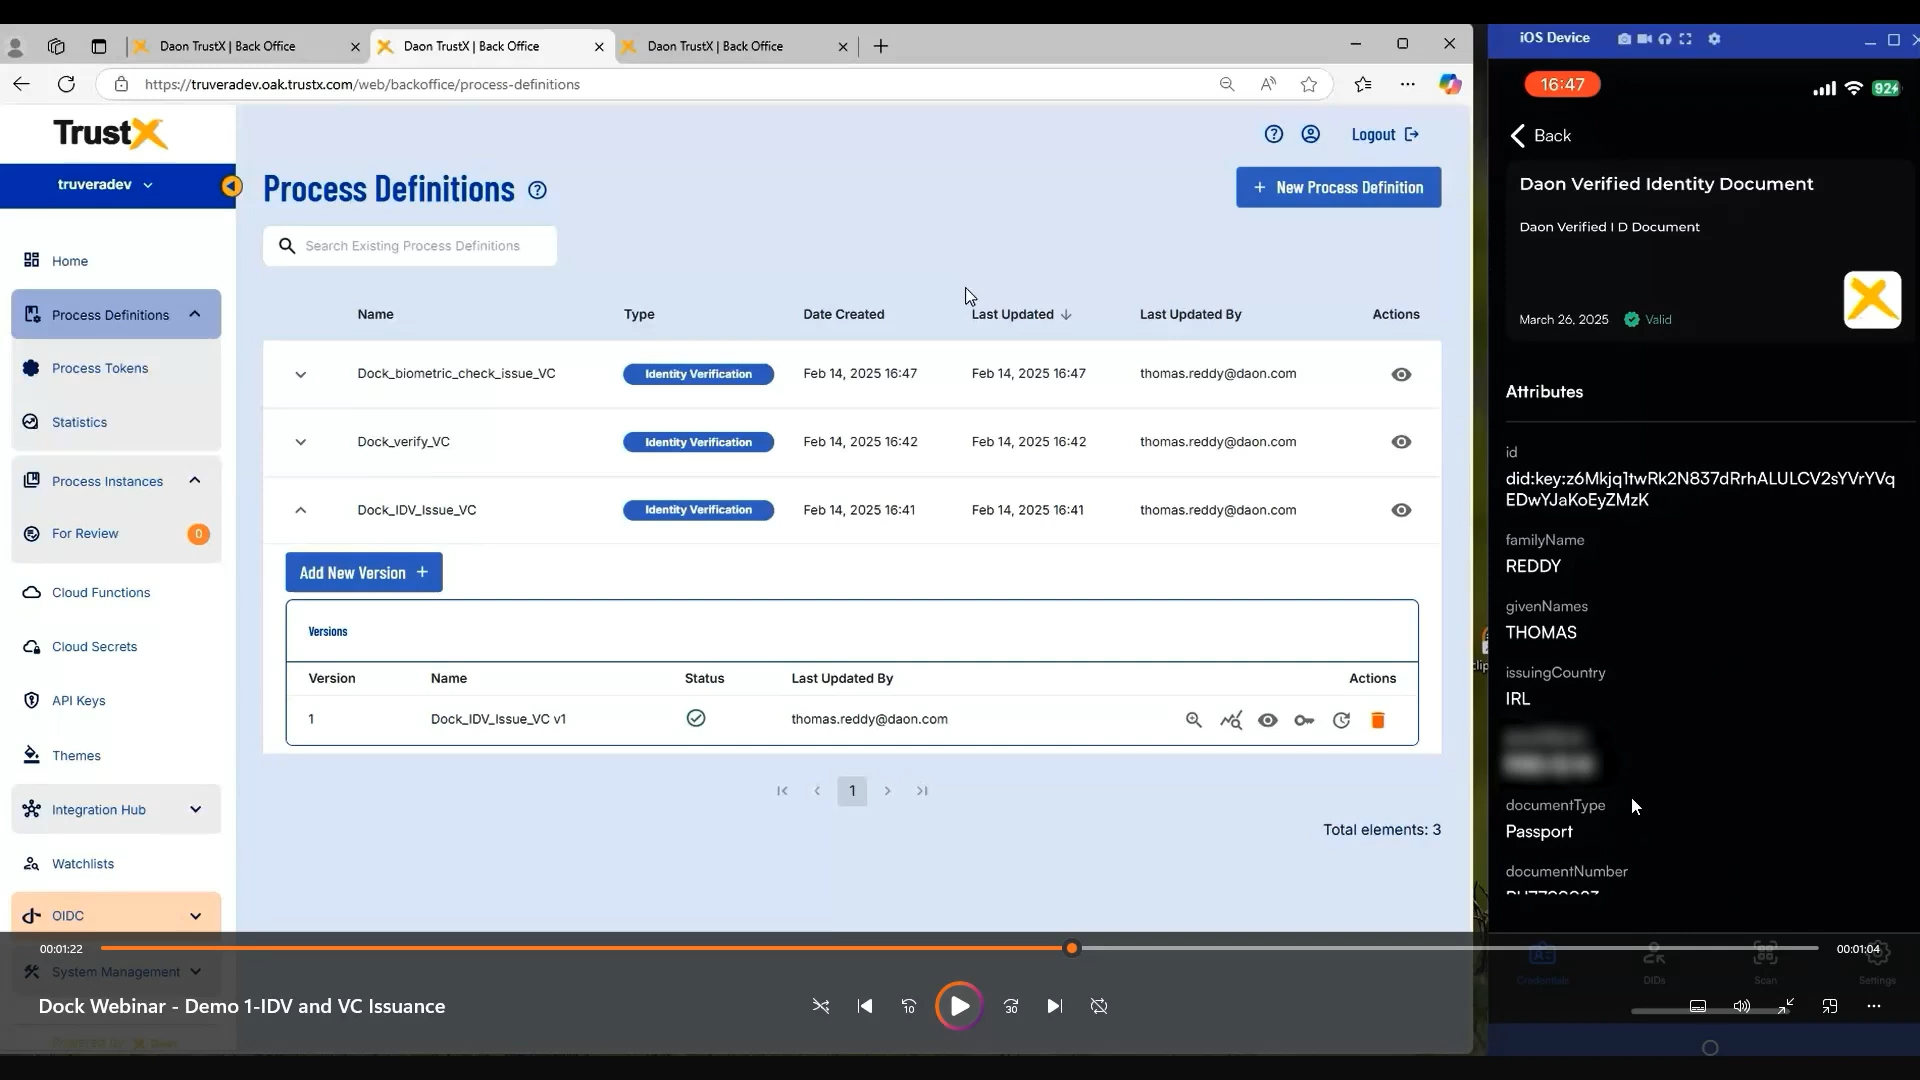 Daon TrustX | Back Office
Daon TrustX | Back Office
Daon TrustX | Back Office
https://truveradev.oak.trustx.com/web/backoffice/process-definitions
TrustX
truveradev
Home
Process Definitions
Process Tokens
Statistics
Process Instances
For Review 0
Cloud Functions
Cloud Secrets
API Keys
Themes
Integration Hub
Watchlists
OIDC
System Management
Logout
Process Definitions
+ New Process Definition
Search Existing Process Definitions
Name Type Date Created Last Updated Last Updated By Actions
Dock_biometric_check_issue_VC Identity Verification Feb 14, 2025 16:47 Feb 14, 2025 16:47 thomas.reddy@daon.com
Dock_verify_VC Identity Verification Feb 14, 2025 16:42 Feb 14, 2025 16:42 thomas.reddy@daon.com
Dock_IDV_Issue_VC Identity Verification Feb 14, 2025 16:41 Feb 14, 2025 16:41 thomas.reddy@daon.com
Add New Version +
Versions
Version Name Status Last Updated By Actions
1 Dock_IDV_Issue_VC v1 thomas.reddy@daon.com
1
Total elements: 3
iOS Device
16:47
92
Back
Daon Verified Identity Document
Daon Verified I D Document
March 26, 2025 Valid
Attributes
id
did:key:z6Mkjq1twRk2N837dRrhALULCV2sYVrYVq
EDwYJaKoEyZMzK
familyName
REDDY
givenNames
THOMAS
issuingCountry
IRL
documentType
Passport
documentNumber
Credentials DIDs Scan Settings
00:01:22
00:01:04
Dock Webinar - Demo 1-IDV and VC Issuance
10
30